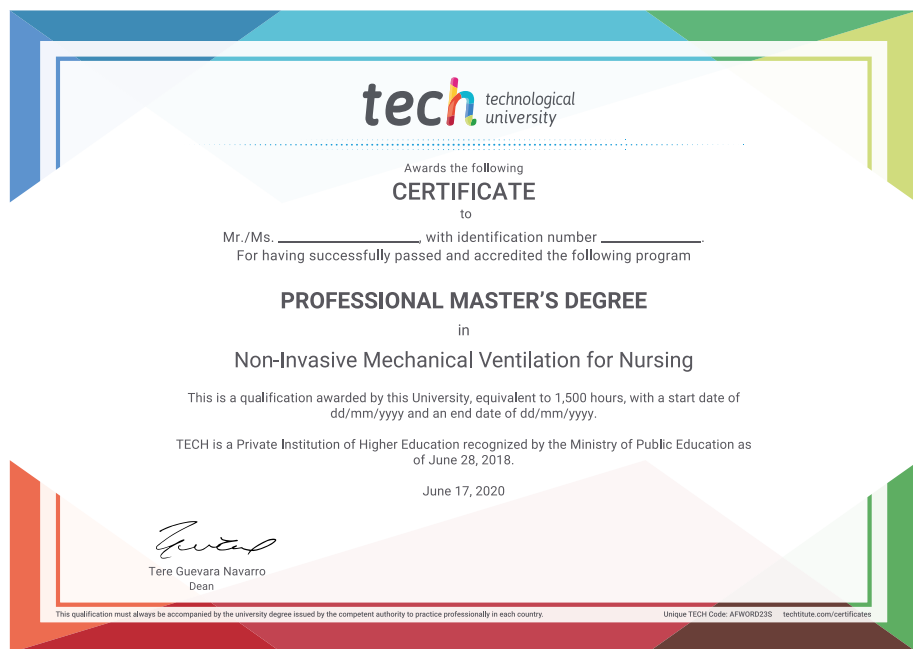 tech technological
university
Awards the following
CERTIFICATE
to
Mr./Ms. ____________, with identification number ____________.
For having successfully passed and accredited the following program
PROFESSIONAL MASTER'S DEGREE
in
Non-Invasive Mechanical Ventilation for Nursing
This is a qualification awarded by this University, equivalent to 1,500 hours, with a start date of
dd/mm/yyyy and an end date of dd/mm/yyyy.
TECH is a Private Institution of Higher Education recognized by the Ministry of Public Education as
of June 28, 2018.
June 17, 2020
Tere Guevara Navarro
Dean
This qualification must always be accompanied by the university degree issued by the competent authority to practice professionally in each country.
Unique TECH Code: AFWORD23S techtitute.com/certificates